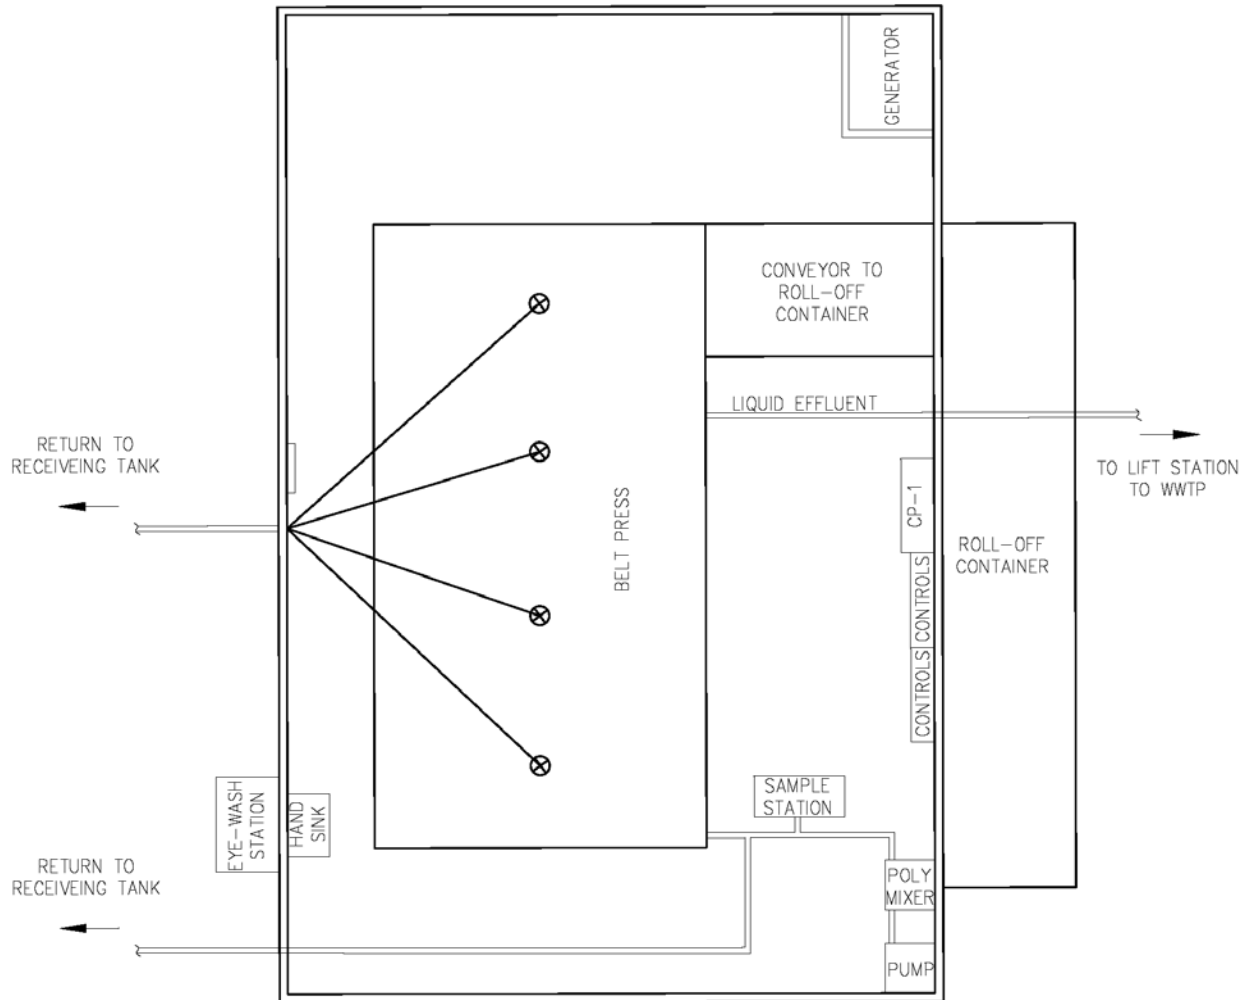 GENERATOR
CONVEYOR TO
ROLL-OFF
CONTAINER
LIQUID EFFLUENT
RETURN TO
RECEIVEING TANK
TO LIFT STATION
TO WWTP
CP-1
BELT PRESS
ROLL-OFF
CONTAINER
CONTROLS
CONTROLS
SAMPLE
STATION
EYE-WASH
STATION
HAND
SINK
RETURN TO
RECEIVEING TANK
POLY
MIXER
PUMP